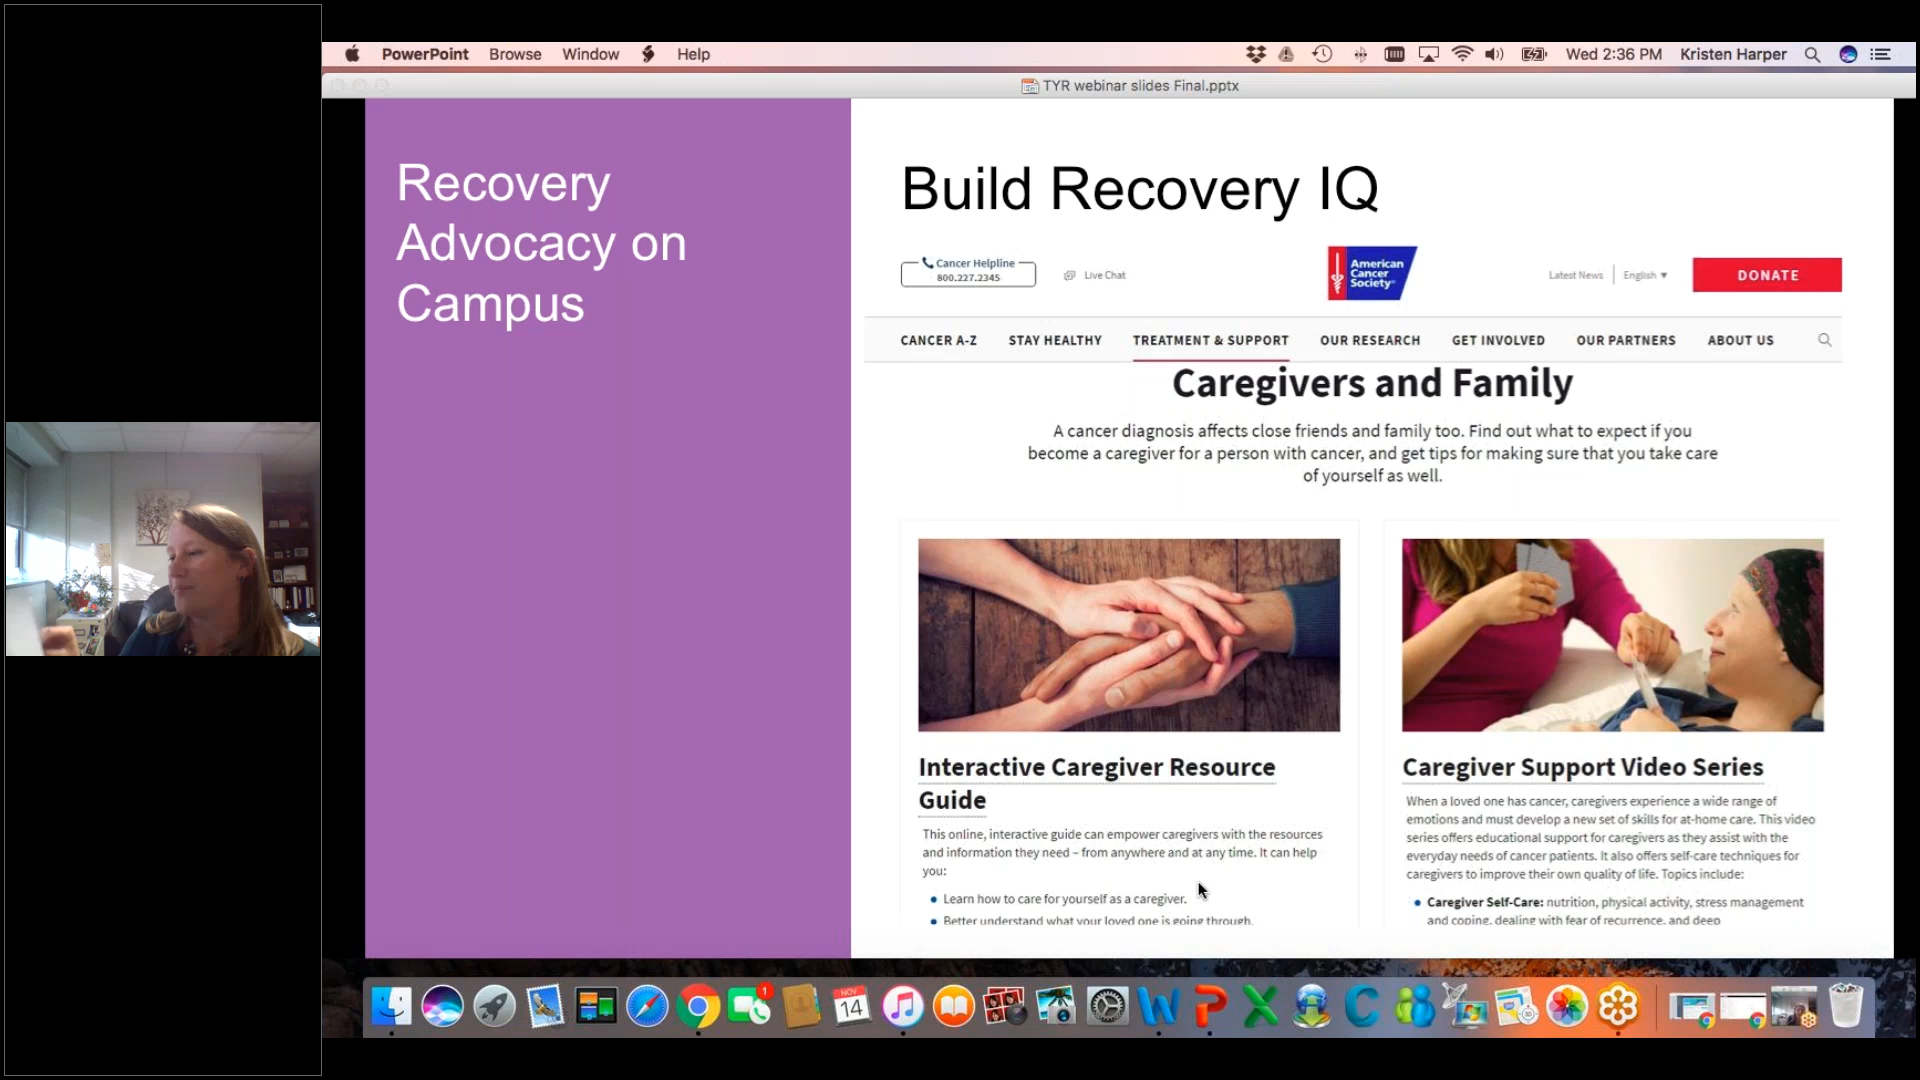 PowerPoint Browse Window Help Wed 2:36 PM Kristen Harper
TYR webinar slides Final.pptx
Recovery
Advocacy on
Campus
Build Recovery IQ
Cancer Helpline
800.227.2345
Live Chat
American
Cancer
Society®
Latest News English ▼ DONATE
CANCER A-Z STAY HEALTHY TREATMENT & SUPPORT OUR RESEARCH GET INVOLVED OUR PARTNERS ABOUT US
Caregivers and Family
A cancer diagnosis affects close friends and family too. Find out what to expect if you
become a caregiver for a person with cancer, and get tips for making sure that you take care
of yourself as well.
Interactive Caregiver Resource
Guide
This online, interactive guide can empower caregivers with the resources
and information they need – from anywhere and at any time. It can help
you:
• Learn how to care for yourself as a caregiver.
• Better understand what your loved one is going through.
Caregiver Support Video Series
When a loved one has cancer, caregivers experience a wide range of
emotions and must develop a new set of skills for at-home care. This video
series offers educational support for caregivers as they assist with the
everyday needs of cancer patients. It also offers self-care techniques for
caregivers to improve their own quality of life. Topics include:
• Caregiver Self-Care: nutrition, physical activity, stress management
and coping, dealing with fear of recurrence, and deep
1
NOV
14